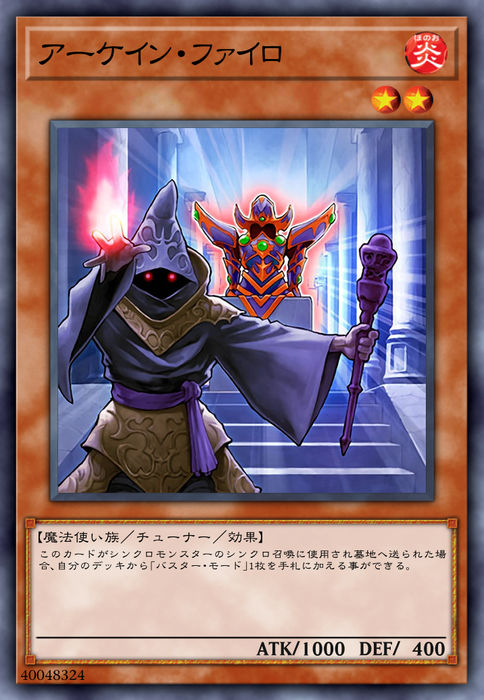 アーケイン・ファイロ
ほのお
炎
【魔法使い族／チューナー／効果】
このカードがシンクロモンスターのシンクロ召喚に使用され墓地へ送られた場
合、自分のデッキから「バスター・モード」1枚を手札に加える事ができる。
ATK/1000 DEF/ 400
40048324